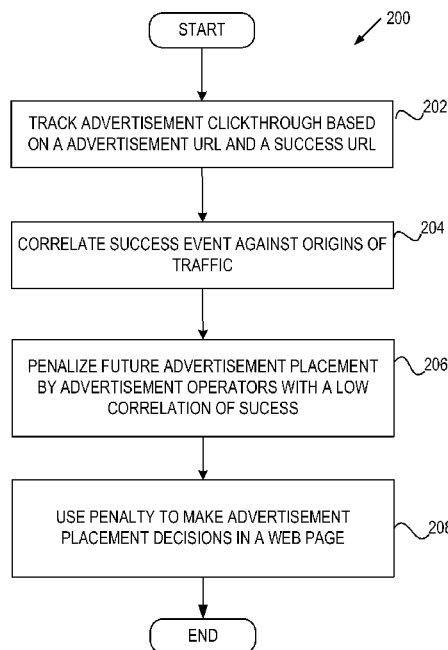 START
200
TRACK ADVERTISEMENT CLICKTHROUGH BASED
ON A ADVERTISEMENT URL AND A SUCCESS URL
202
CORRELATE SUCCESS EVENT AGAINST ORIGINS OF
TRAFFIC
204
PENALIZE FUTURE ADVERTISEMENT PLACEMENT
BY ADVERTISEMENT OPERATORS WITH A LOW
CORRELATION OF SUCESS
206
USE PENALTY TO MAKE ADVERTISEMENT
PLACEMENT DECISIONS IN A WEB PAGE
208
END